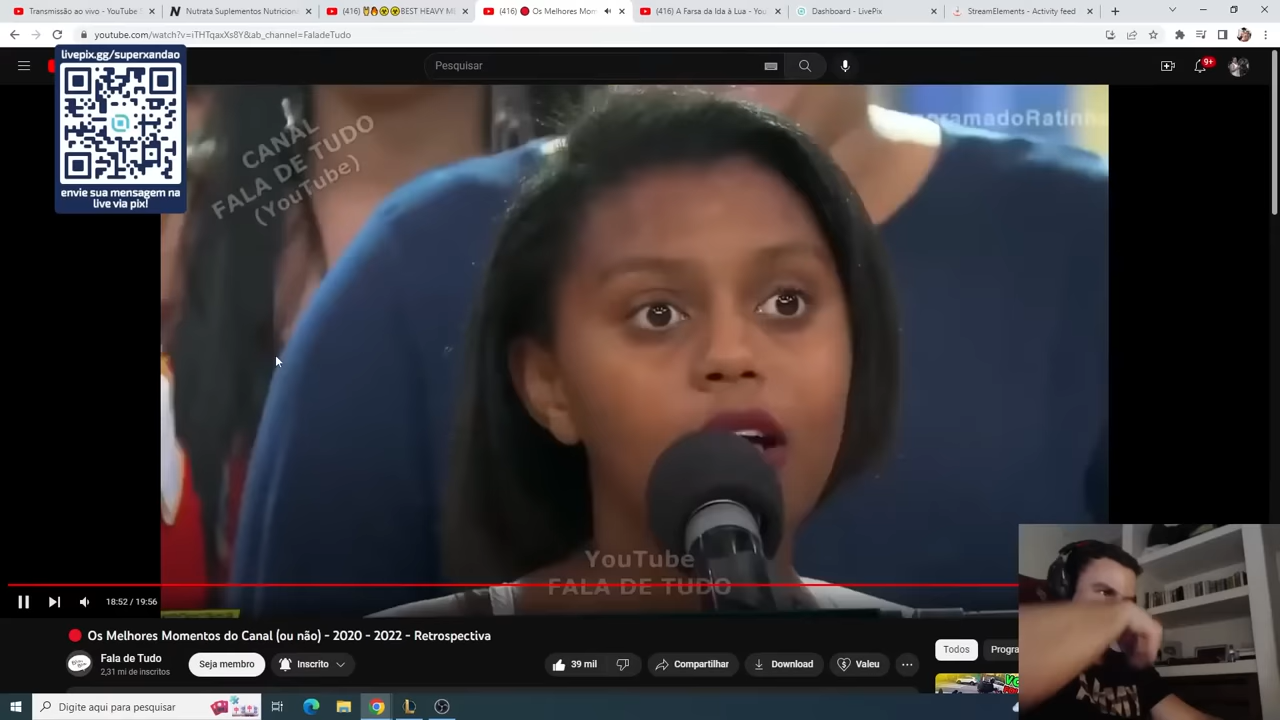 Transmissão ao vivo - YouTube S
Nutrata Suplementos Nutricion
(416) 🤘🔥☢️☢️BEST HEAVY M
(416) 🔴 Os Melhores Mom
(416) A Farsa da Ida à Lua - You
Dashboard - LivePix
StreamElements - Activity feed
youtube.com/watch?v=iTHTqaxXs8Y&ab_channel=FaladeTudo
livepix.gg/superxandao
envie sua mensagem na
live via pix!
Pesquisar
9+
CANAL
FALA DE TUDO
(YouTube)
gramadoRatinh
YouTube
FALA DE TUDO
18:52 / 19:56
🔴 Os Melhores Momentos do Canal (ou não) - 2020 - 2022 - Retrospectiva
Fala de Tudo
2,31 mi de inscritos
Seja membro
Inscrito
39 mil
Compartilhar
Download
Valeu
Todos
Progra
Digite aqui para pesquisar